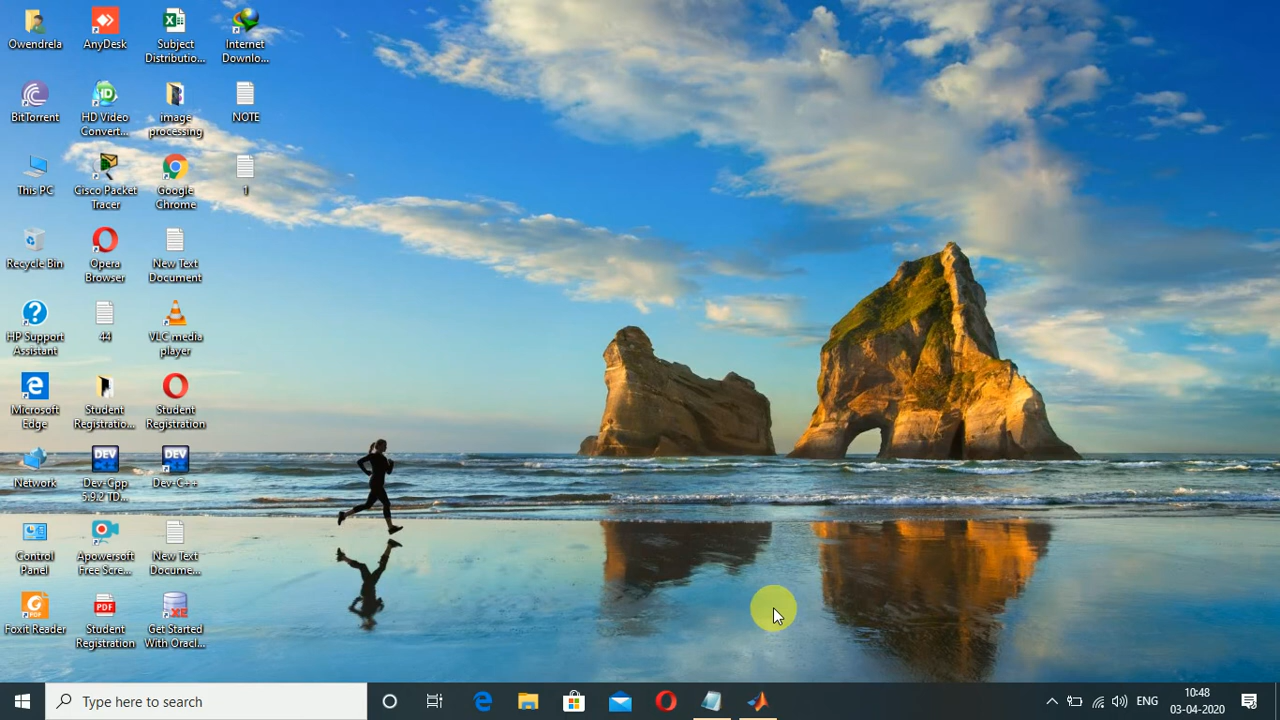 Owendrela
AnyDesk
Subject
Distributio...
Internet
Downlo...
BitTorrent
HD Video
Convert...
image
processing
NOTE
This PC
Cisco Packet
Tracer
Google
Chrome
1
Recycle Bin
Opera
Browser
New Text
Document
HP Support
Assistant
44
VLC media
player
Microsoft
Edge
Student
Registratio...
Student
Registration
Network
Dev-Cpp
5.9.2 TD...
Dev-C++
Control
Panel
Apowersoft
Free Scre...
New Text
Docume...
Foxit Reader
Student
Registration
Get Started
With Oracl...
Type here to search
ENG
10:48
03-04-2020